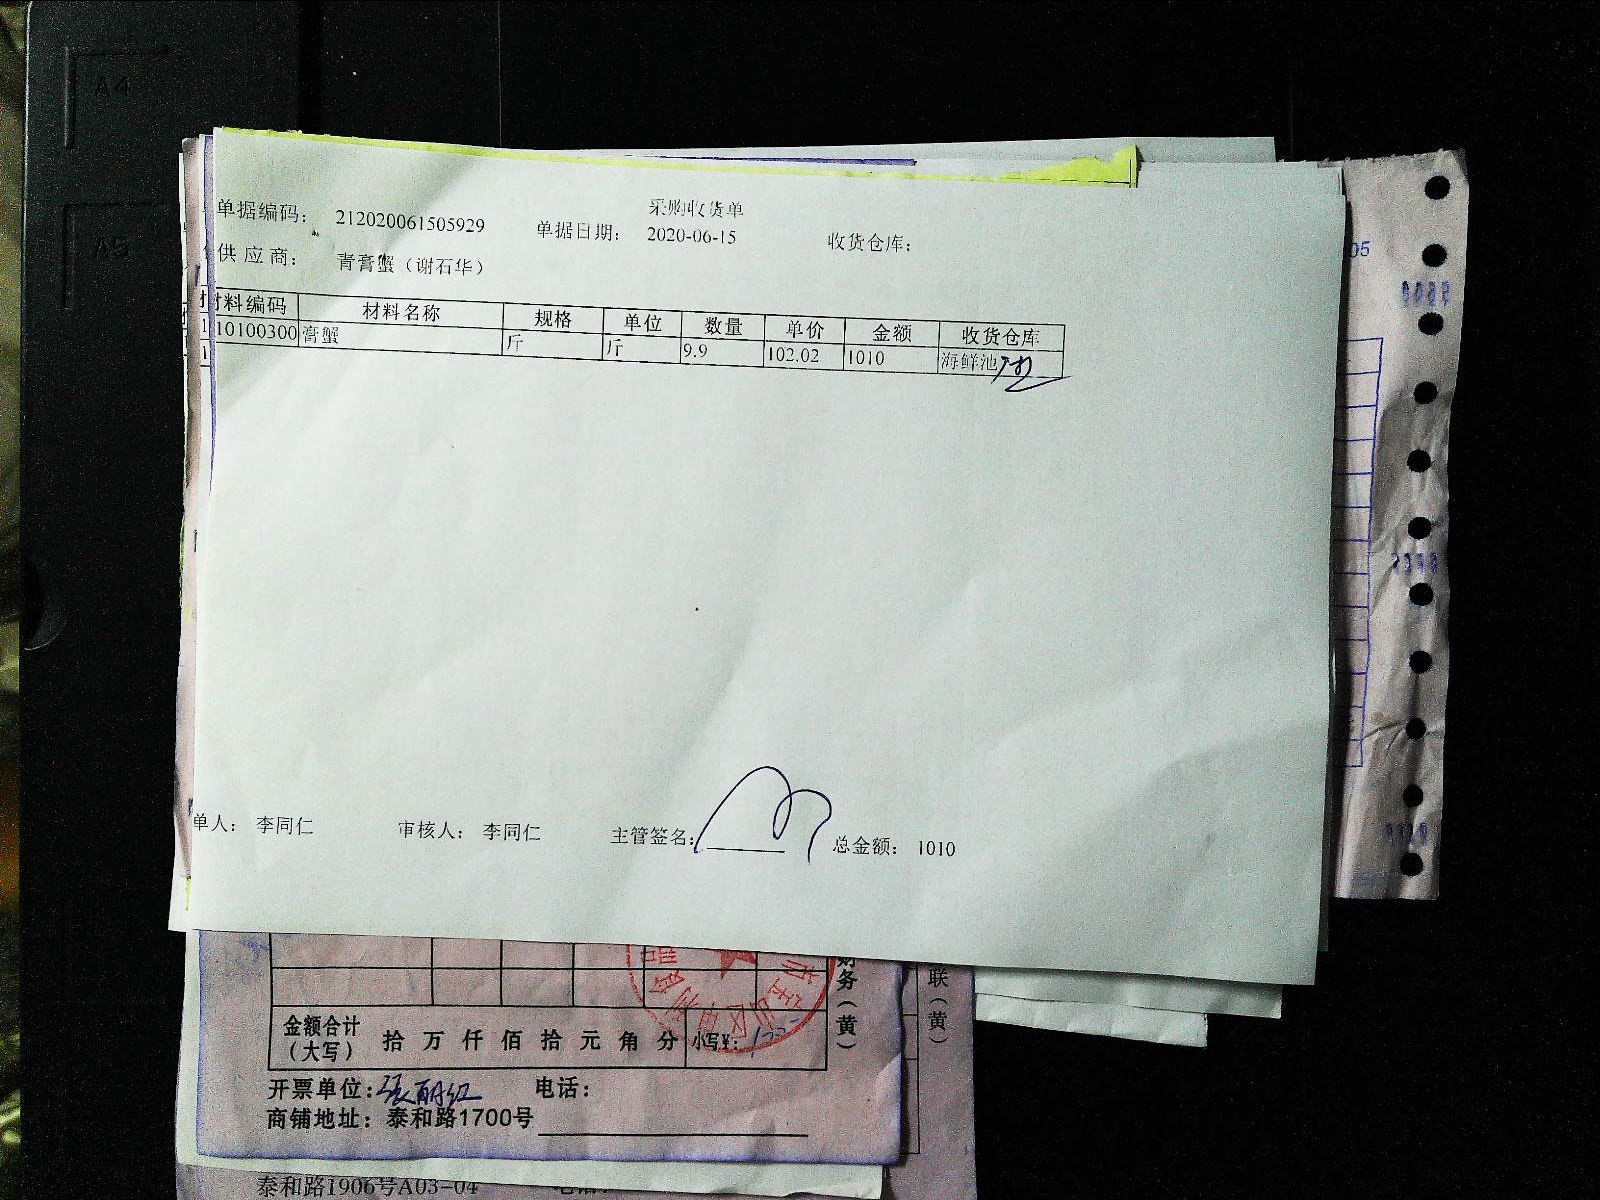 A4
A5
采购收货单
单据编码： 212020061505929 单据日期： 2020-06-15 收货仓库：
供应商： 青膏蟹（谢石华）
材料编码 材料名称 规格 单位 数量 单价 金额 收货仓库
10100300 膏蟹 斤 斤 9.9 102.02 1010 海鲜池
单人： 李同仁 审核人： 李同仁 主管签名： 总金额： 1010
05
财务（黄）
联（黄）
金额合计（大写） 拾 万 仟 佰 拾 元 角 分 小写¥：
开票单位： 电话：
商铺地址：泰和路1700号
泰和路1906号A03-04 电话：